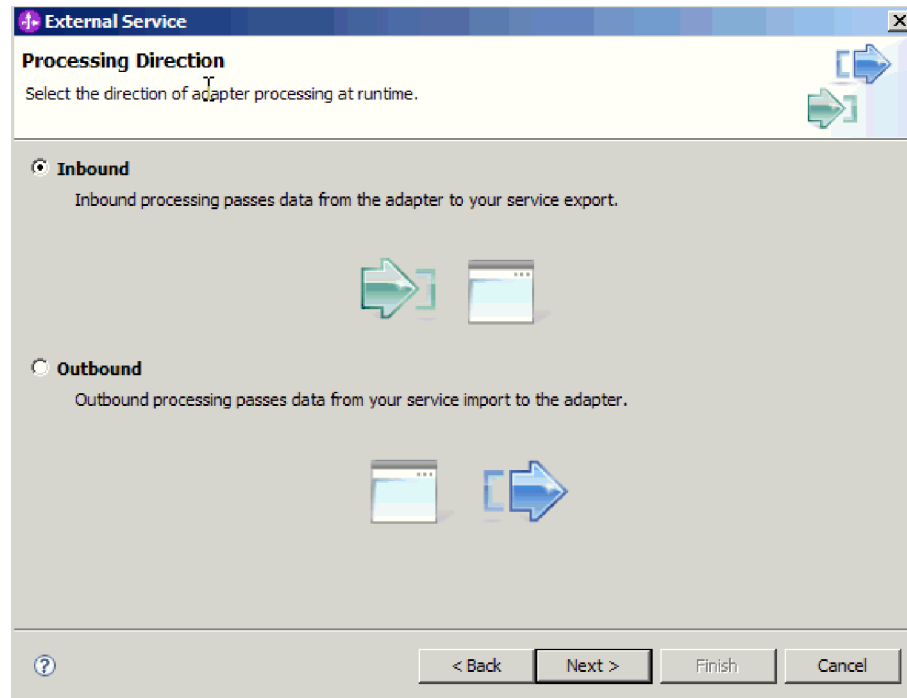 External Service
Processing Direction
Select the direction of adapter processing at runtime.
Inbound
Inbound processing passes data from the adapter to your service export.
Outbound
Outbound processing passes data from your service import to the adapter.
? < Back Next > Finish Cancel